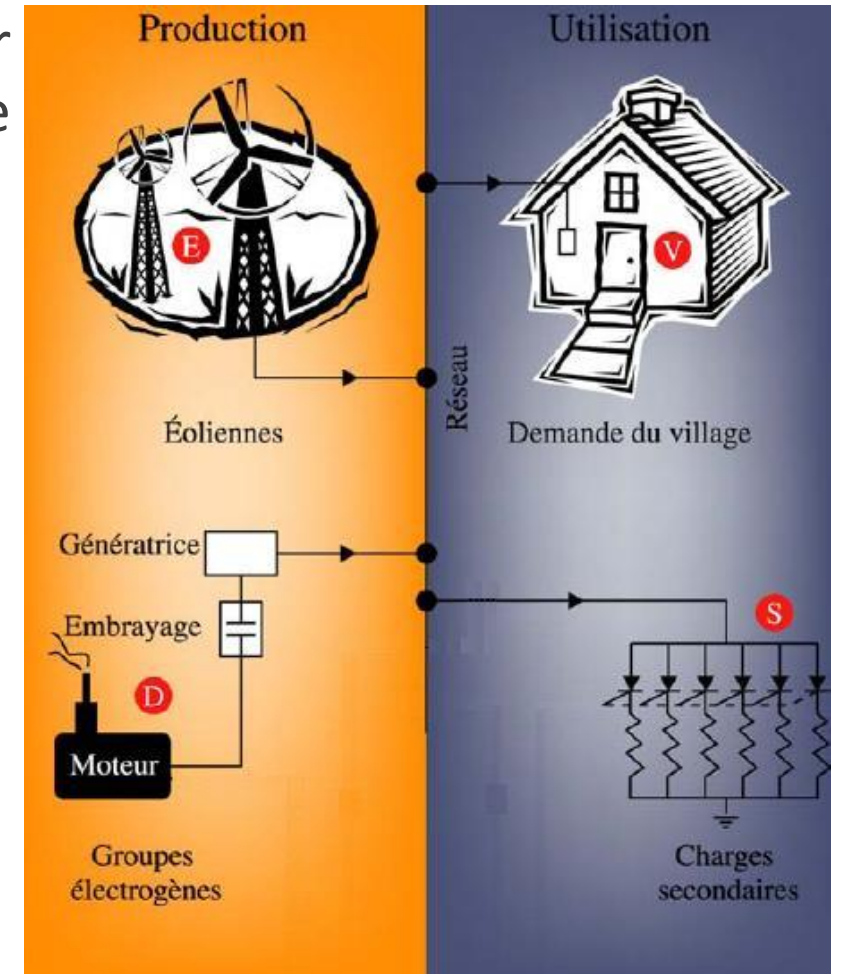 r
e
Production
Utilisation
E
V
Réseau
Éoliennes
Demande du village
Génératrice
Embrayage
S
D
Moteur
Groupes
électrogènes
Charges
secondaires